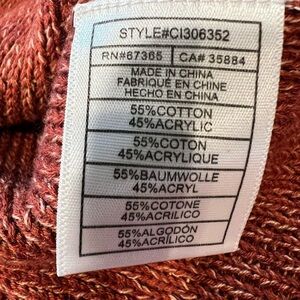 STYLE#CI306352
RN#67365 CA# 35884
MADE IN CHINA
FABRIQUÉ EN CHINE
HECHO EN CHINA
55%COTTON
45%ACRYLIC
55%COTON
45%ACRYLIQUE
55%BAUMWOLLE
45%ACRYL
55%COTONE
45%ACRILICO
55%ALGODÓN
45%ACRÍLICO